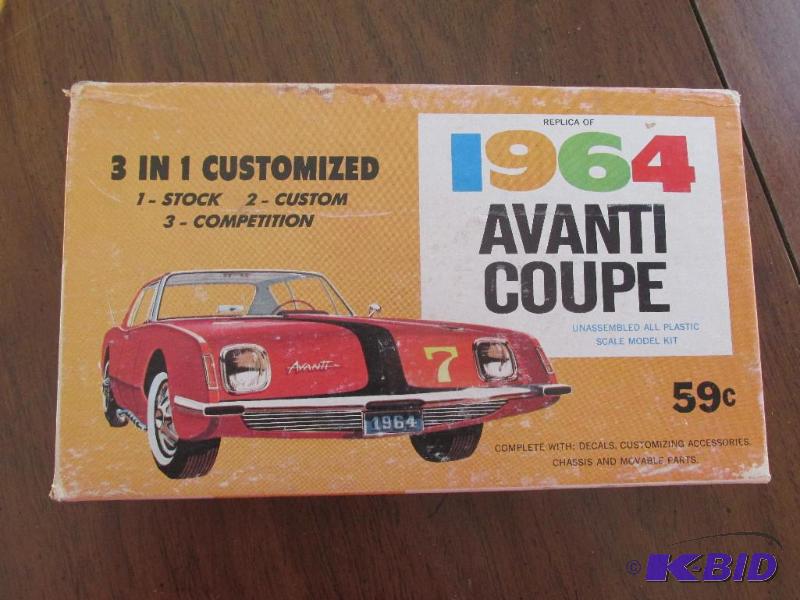 3 IN 1 CUSTOMIZED
1 - STOCK 2 - CUSTOM
3 - COMPETITION
REPLICA OF
1964
AVANTI
COUPE
UNASSEMBLED ALL PLASTIC
SCALE MODEL KIT
AVANTI
7
1964
59c
COMPLETE WITH: DECALS, CUSTOMIZING ACCESSORIES.
CHASSIS AND MOVABLE PARTS.
© K-BID